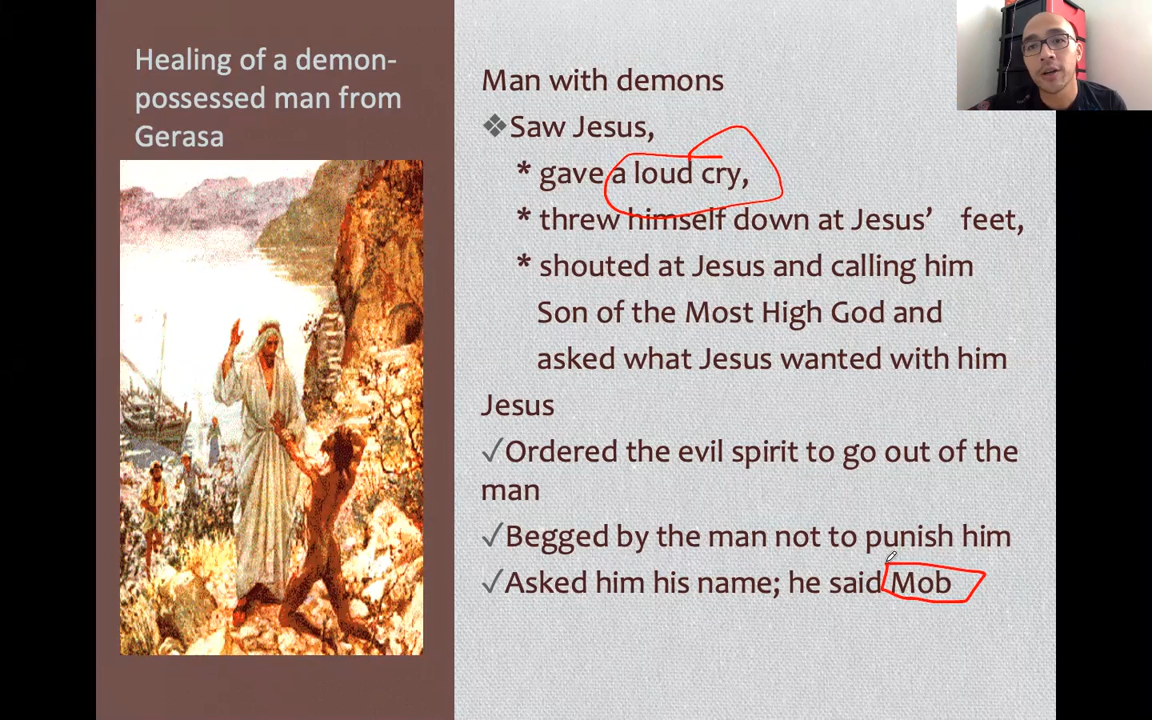 Healing of a demon-
possessed man from
Gerasa
Man with demons
❖Saw Jesus,
* gave a loud cry,
* threw himself down at Jesus’ feet,
* shouted at Jesus and calling him
Son of the Most High God and
asked what Jesus wanted with him
Jesus
✓Ordered the evil spirit to go out of the
man
✓Begged by the man not to punish him
✓Asked him his name; he said Mob